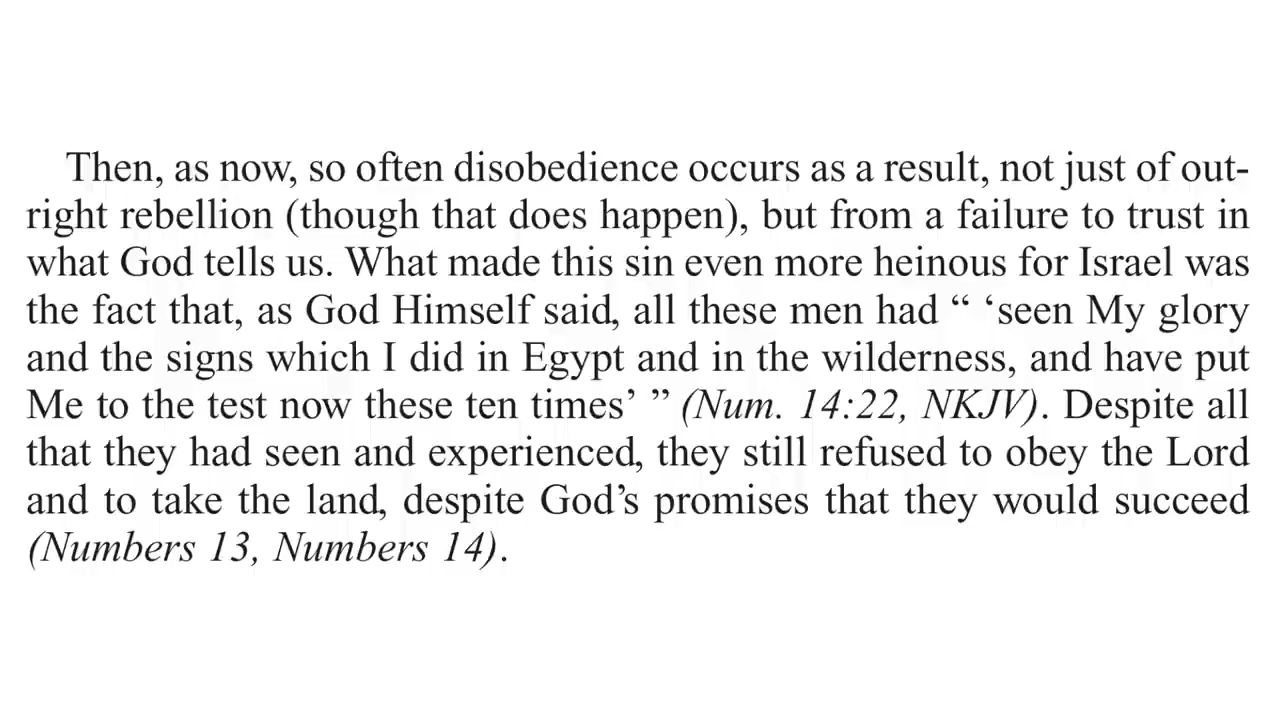 Then, as now, so often disobedience occurs as a result, not just of out-
right rebellion (though that does happen), but from a failure to trust in
what God tells us. What made this sin even more heinous for Israel was
the fact that, as God Himself said, all these men had “ ‘seen My glory
and the signs which I did in Egypt and in the wilderness, and have put
Me to the test now these ten times’ ” (Num. 14:22, NKJV). Despite all
that they had seen and experienced, they still refused to obey the Lord
and to take the land, despite God’s promises that they would succeed
(Numbers 13, Numbers 14).